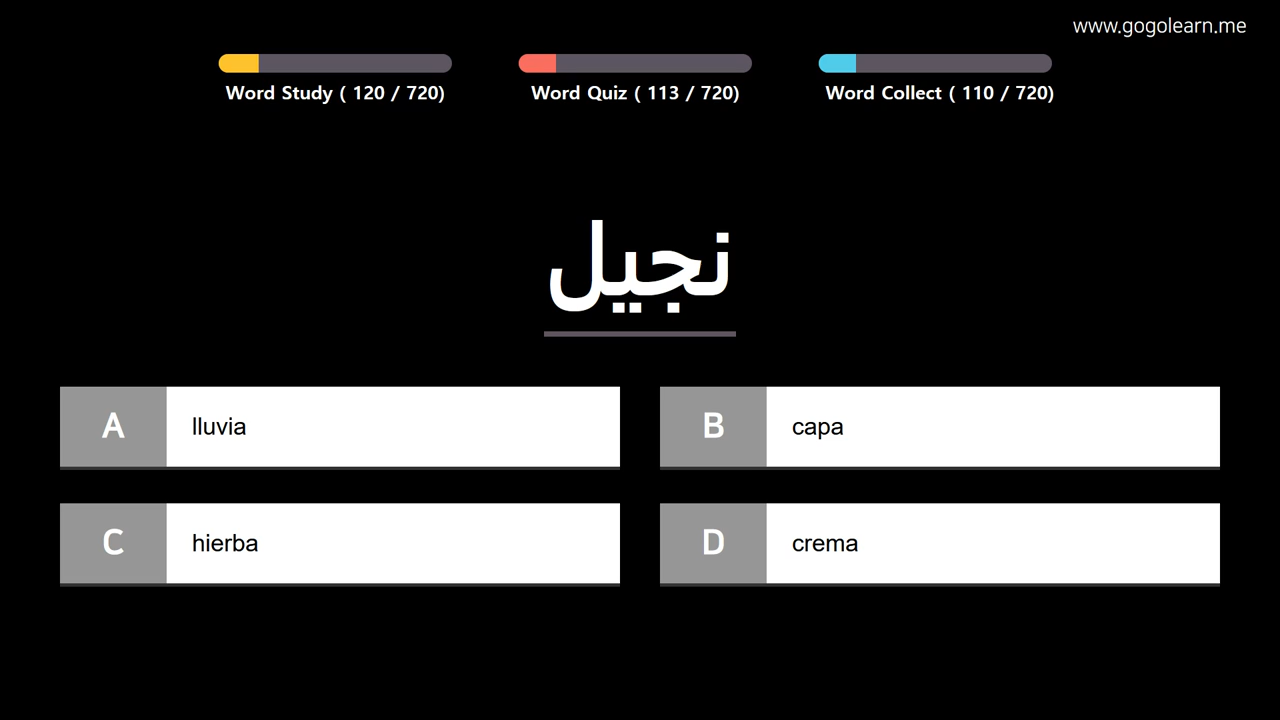 www.gogolearn.me
Word Study ( 120 / 720)
Word Quiz ( 113 / 720)
Word Collect ( 110 / 720)
نجيل
A lluvia
B capa
C hierba
D crema